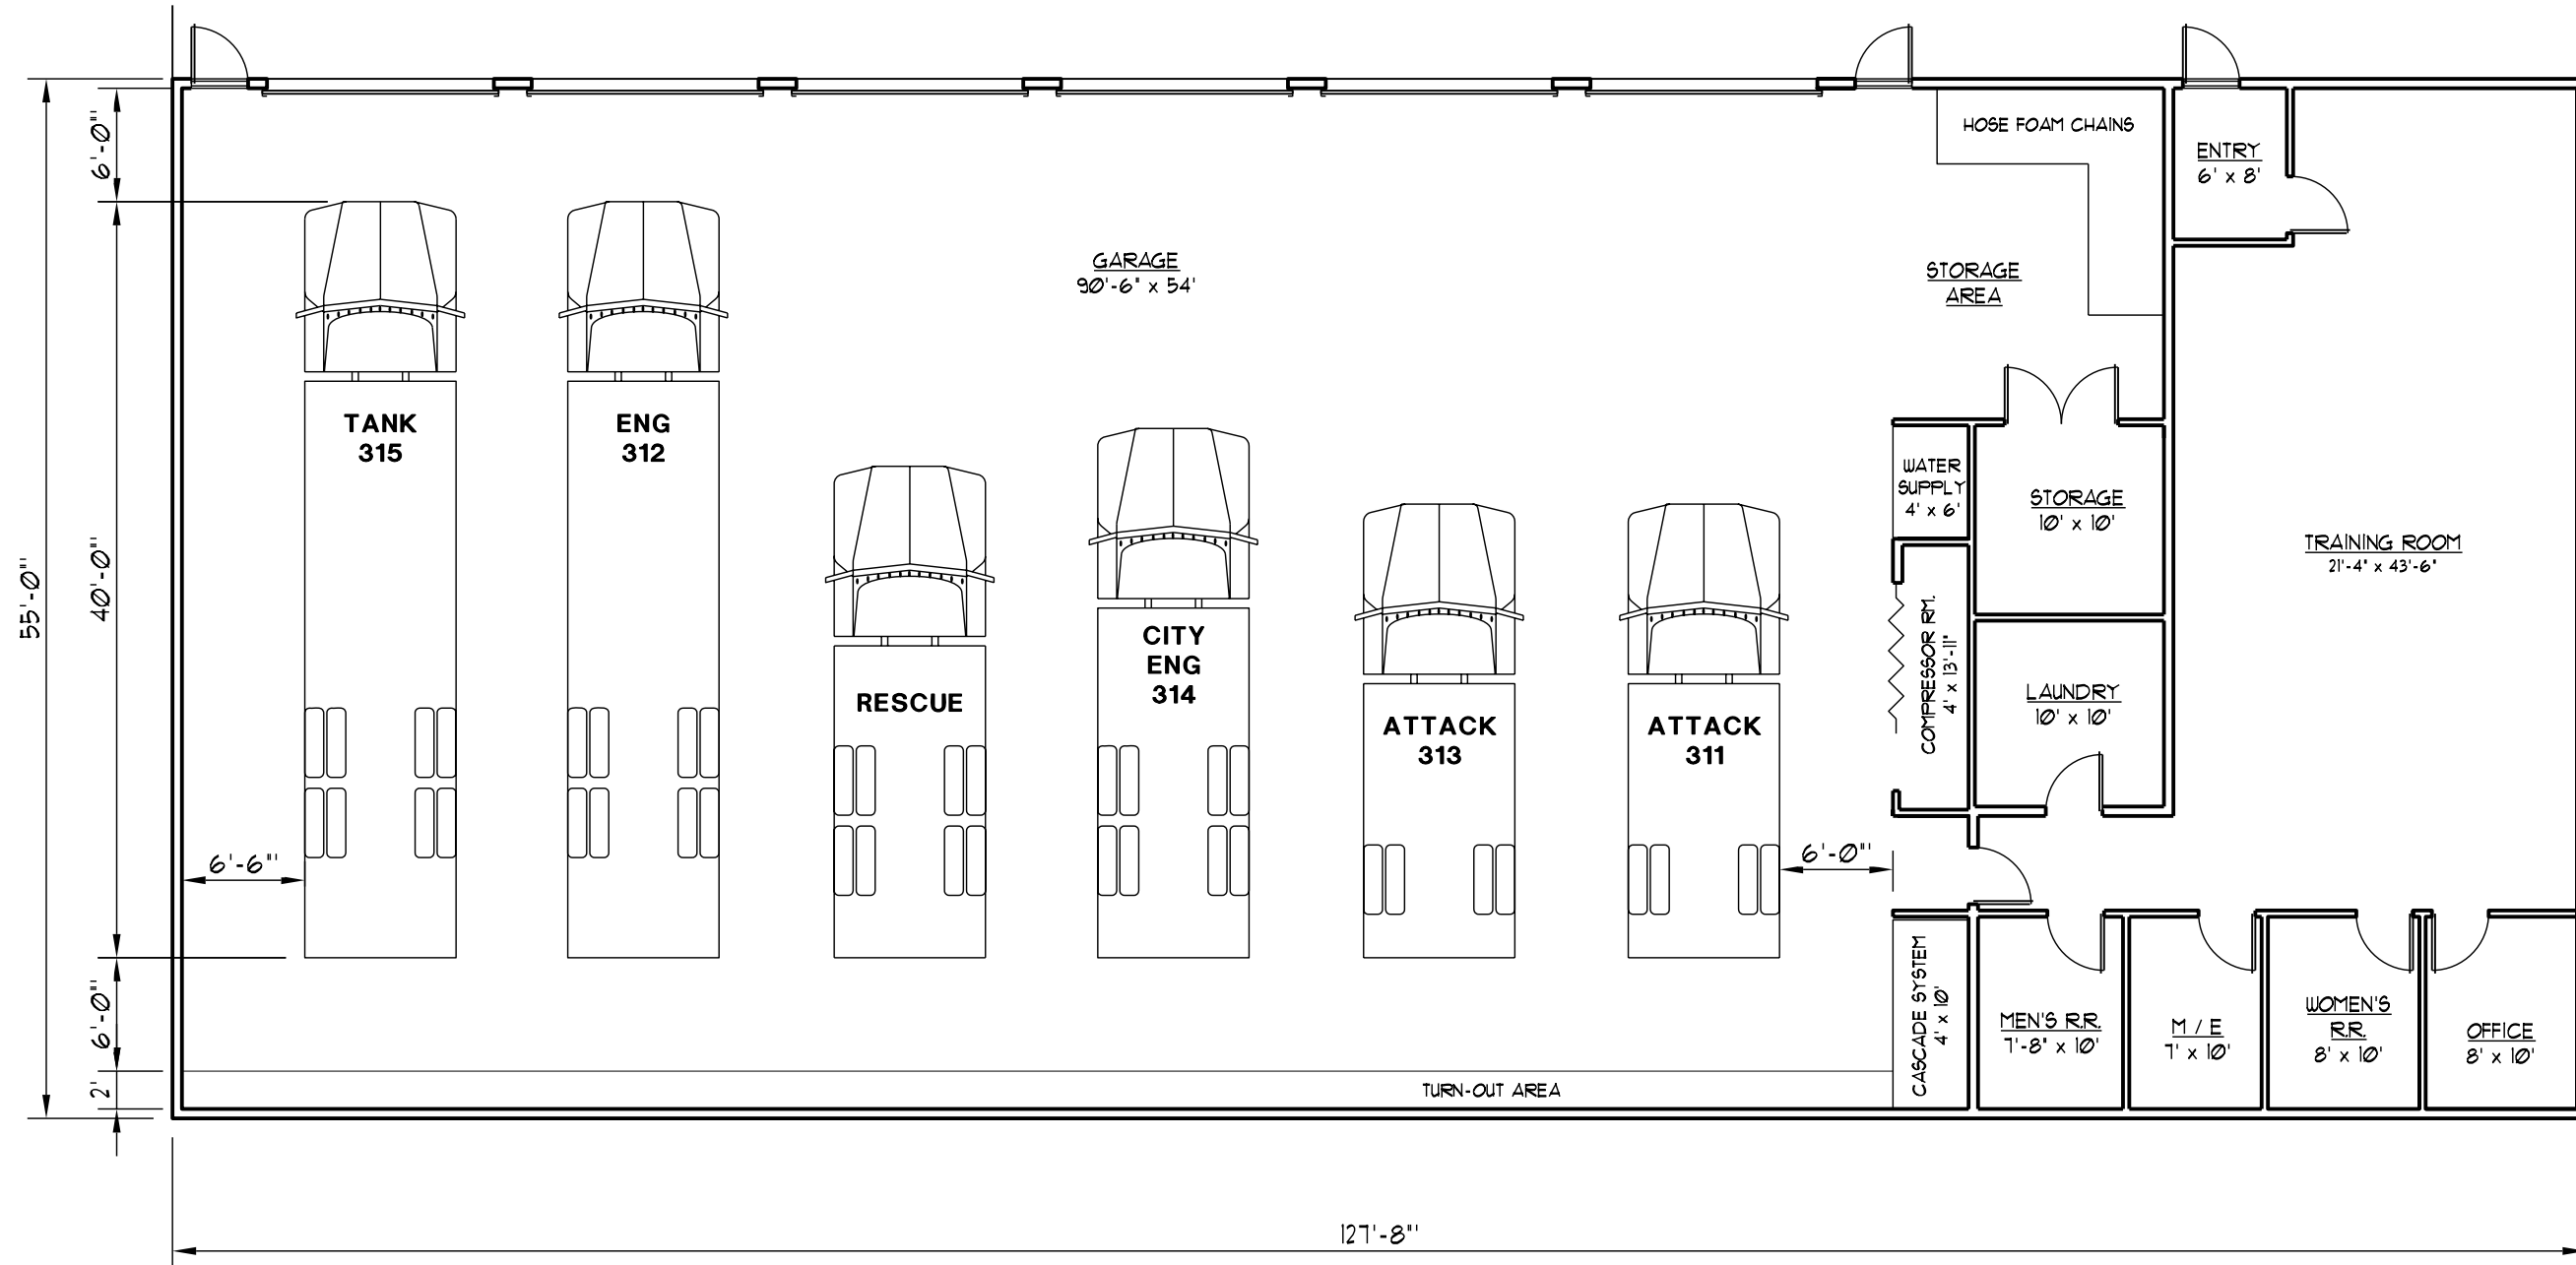 HOSE FOAM CHAINS
ENTRY
6' x 8'
6'-0"
GARAGE
90'-6" x 54'
STORAGE
AREA
TANK
315
ENG
312
WATER
SUPPLY
4' x 6'
STORAGE
10' x 10'
TRAINING ROOM
21'-4" x 43'-6"
55'-0"
40'-0"
CITY
ENG
314
RESCUE
COMPRESSOR RM.
4' x 13'-11"
LAUNDRY
10' x 10'
ATTACK
313
ATTACK
311
6'-6"
6'-0"
6'-0"
CASCADE SYSTEM
4' x 10'
MEN'S R.R.
7'-8" x 10'
M / E
7' x 10'
WOMEN'S
R.R.
8' x 10'
OFFICE
8' x 10'
2'
TURN-OUT AREA
127'-8"